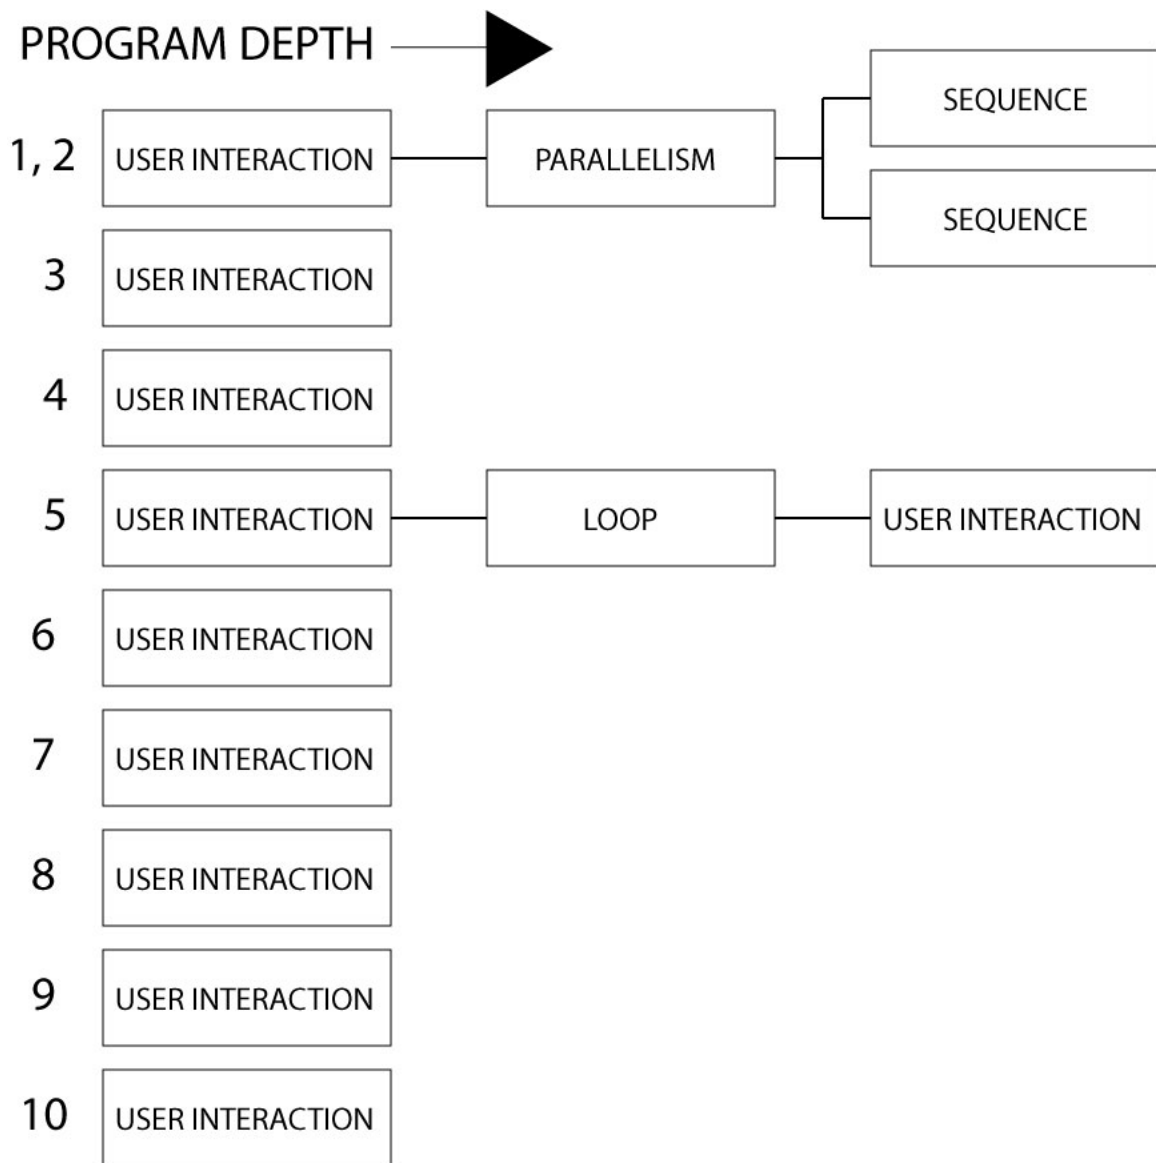 PROGRAM DEPTH
SEQUENCE
1, 2 USER INTERACTION PARALLELISM
SEQUENCE
3 USER INTERACTION
4 USER INTERACTION
5 USER INTERACTION LOOP USER INTERACTION
6 USER INTERACTION
7 USER INTERACTION
8 USER INTERACTION
9 USER INTERACTION
10 USER INTERACTION